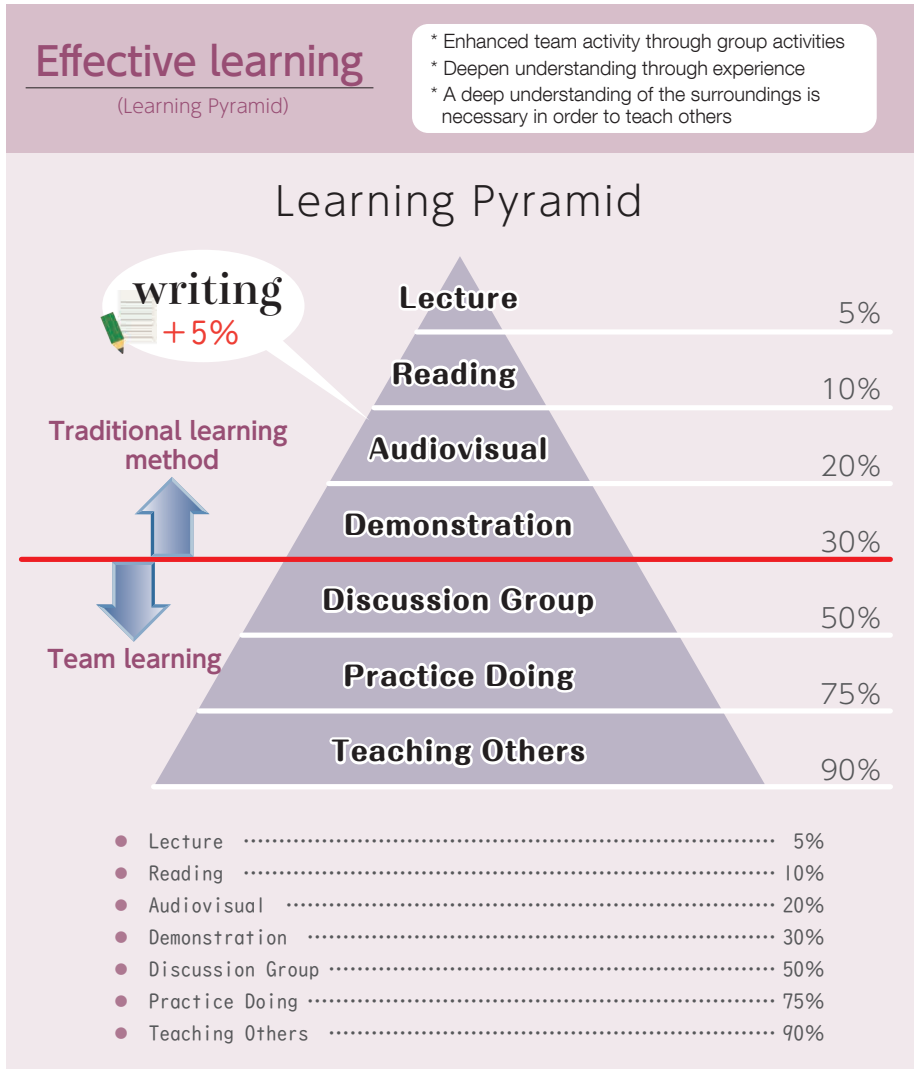 Effective learning
(Learning Pyramid)
* Enhanced team activity through group activities
* Deepen understanding through experience
* A deep understanding of the surroundings is
necessary in order to teach others
Learning Pyramid
writing
+5%
Lecture
5%
Reading
10%
Traditional learning
method
Audiovisual
20%
Demonstration
30%
Discussion Group
50%
Team learning
Practice Doing
75%
Teaching Others
90%
● Lecture ⋯⋯⋯⋯⋯⋯⋯⋯⋯⋯⋯⋯ 5%
● Reading ⋯⋯⋯⋯⋯⋯⋯⋯⋯⋯⋯⋯ 10%
● Audiovisual ⋯⋯⋯⋯⋯⋯⋯⋯⋯⋯⋯⋯ 20%
● Demonstration ⋯⋯⋯⋯⋯⋯⋯⋯⋯⋯⋯⋯ 30%
● Discussion Group ⋯⋯⋯⋯⋯⋯⋯⋯⋯⋯⋯⋯ 50%
● Practice Doing ⋯⋯⋯⋯⋯⋯⋯⋯⋯⋯⋯⋯ 75%
● Teaching Others ⋯⋯⋯⋯⋯⋯⋯⋯⋯⋯⋯⋯ 90%